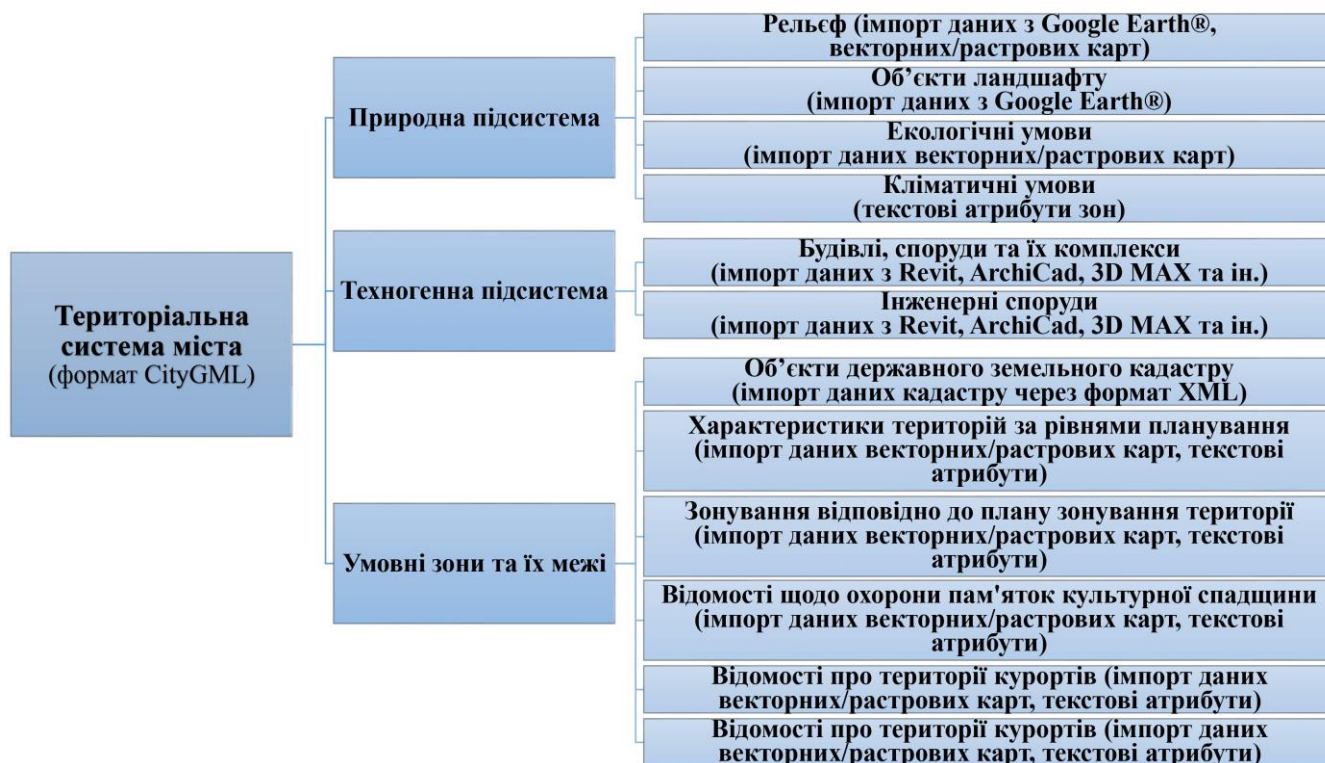 Територіальна
система міста
(формат CityGML)
Природна підсистема
Рельєф (імпорт даних з Google Earth®,
векторних/растрових карт)
Об’єкти ландшафту
(імпорт даних з Google Earth®)
Екологічні умови
(імпорт даних векторних/растрових карт)
Кліматичні умови
(текстові атрибути зон)
Техногенна підсистема
Будівлі, споруди та їх комплекси
(імпорт даних з Revit, ArchiCad, 3D MAX та ін.)
Інженерні споруди
(імпорт даних з Revit, ArchiCad, 3D MAX та ін.)
Умовні зони та їх межі
Об’єкти державного земельного кадастру
(імпорт даних кадастру через формат XML)
Характеристики територій за рівнями планування
(імпорт даних векторних/растрових карт, текстові
атрибути)
Зонування відповідно до плану зонування території
(імпорт даних векторних/растрових карт, текстові
атрибути)
Відомості щодо охорони пам'яток культурної спадщини
(імпорт даних векторних/растрових карт, текстові
атрибути)
Відомості про території курортів (імпорт даних
векторних/растрових карт, текстові атрибути)
Відомості про території курортів (імпорт даних
векторних/растрових карт, текстові атрибути)